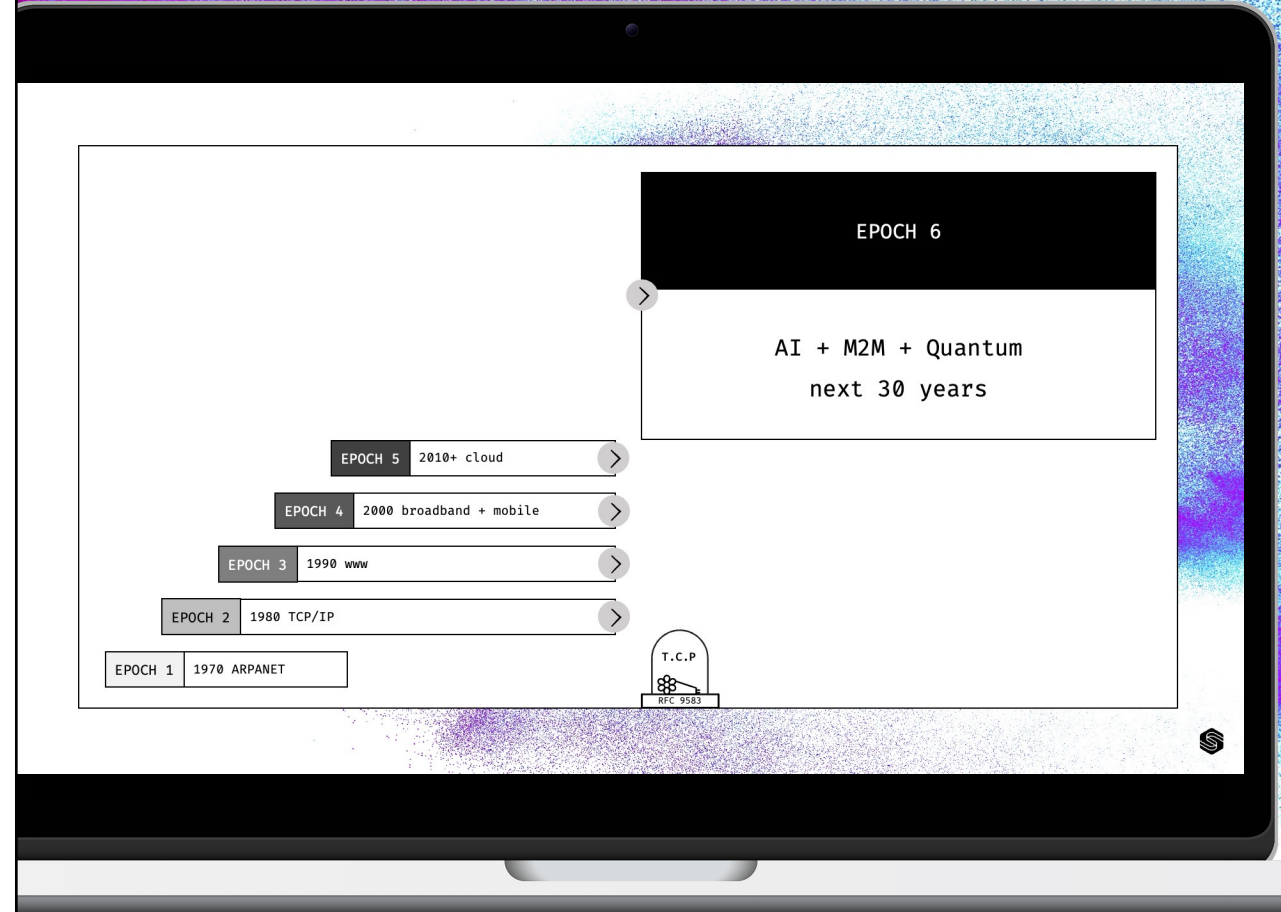 EPOCH 6
AI + M2M + Quantum
next 30 years
EPOCH 5 2010+ cloud
EPOCH 4 2000 broadband + mobile
EPOCH 3 1990 www
EPOCH 2 1980 TCP/IP
EPOCH 1 1970 ARPANET
T.C.P
RFC 9583